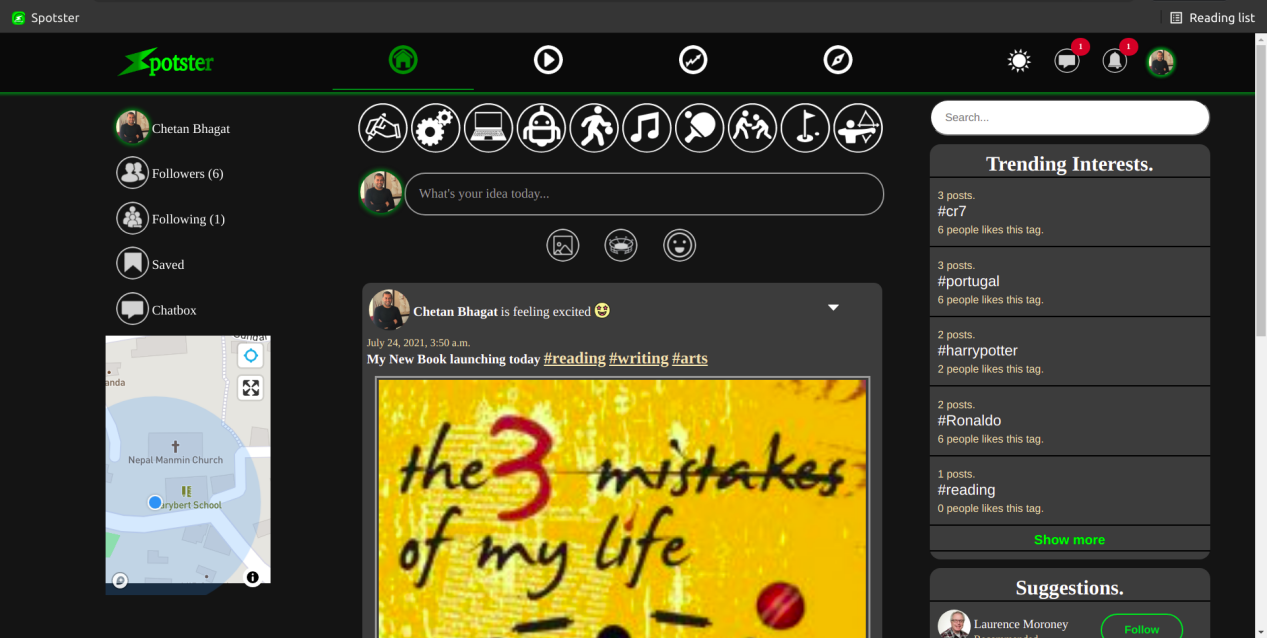 Spotster
Reading list
Spotster
1
1
Chetan Bhagat
Followers (6)
Following (1)
Saved
Chatbox
anda
Nepal Manmin Church
rybert School
What's your idea today...
Chetan Bhagat is feeling excited
July 24, 2021, 3:50 a.m.
My New Book launching today #reading #writing #arts
the 3 mistakes
of my life
Search...
Trending Interests.
3 posts.
#cr7
6 people likes this tag.
3 posts.
#portugal
6 people likes this tag.
2 posts.
#harrypotter
2 people likes this tag.
2 posts.
#Ronaldo
6 people likes this tag.
1 posts.
#reading
0 people likes this tag.
Show more
Suggestions.
Laurence Moroney
Follow